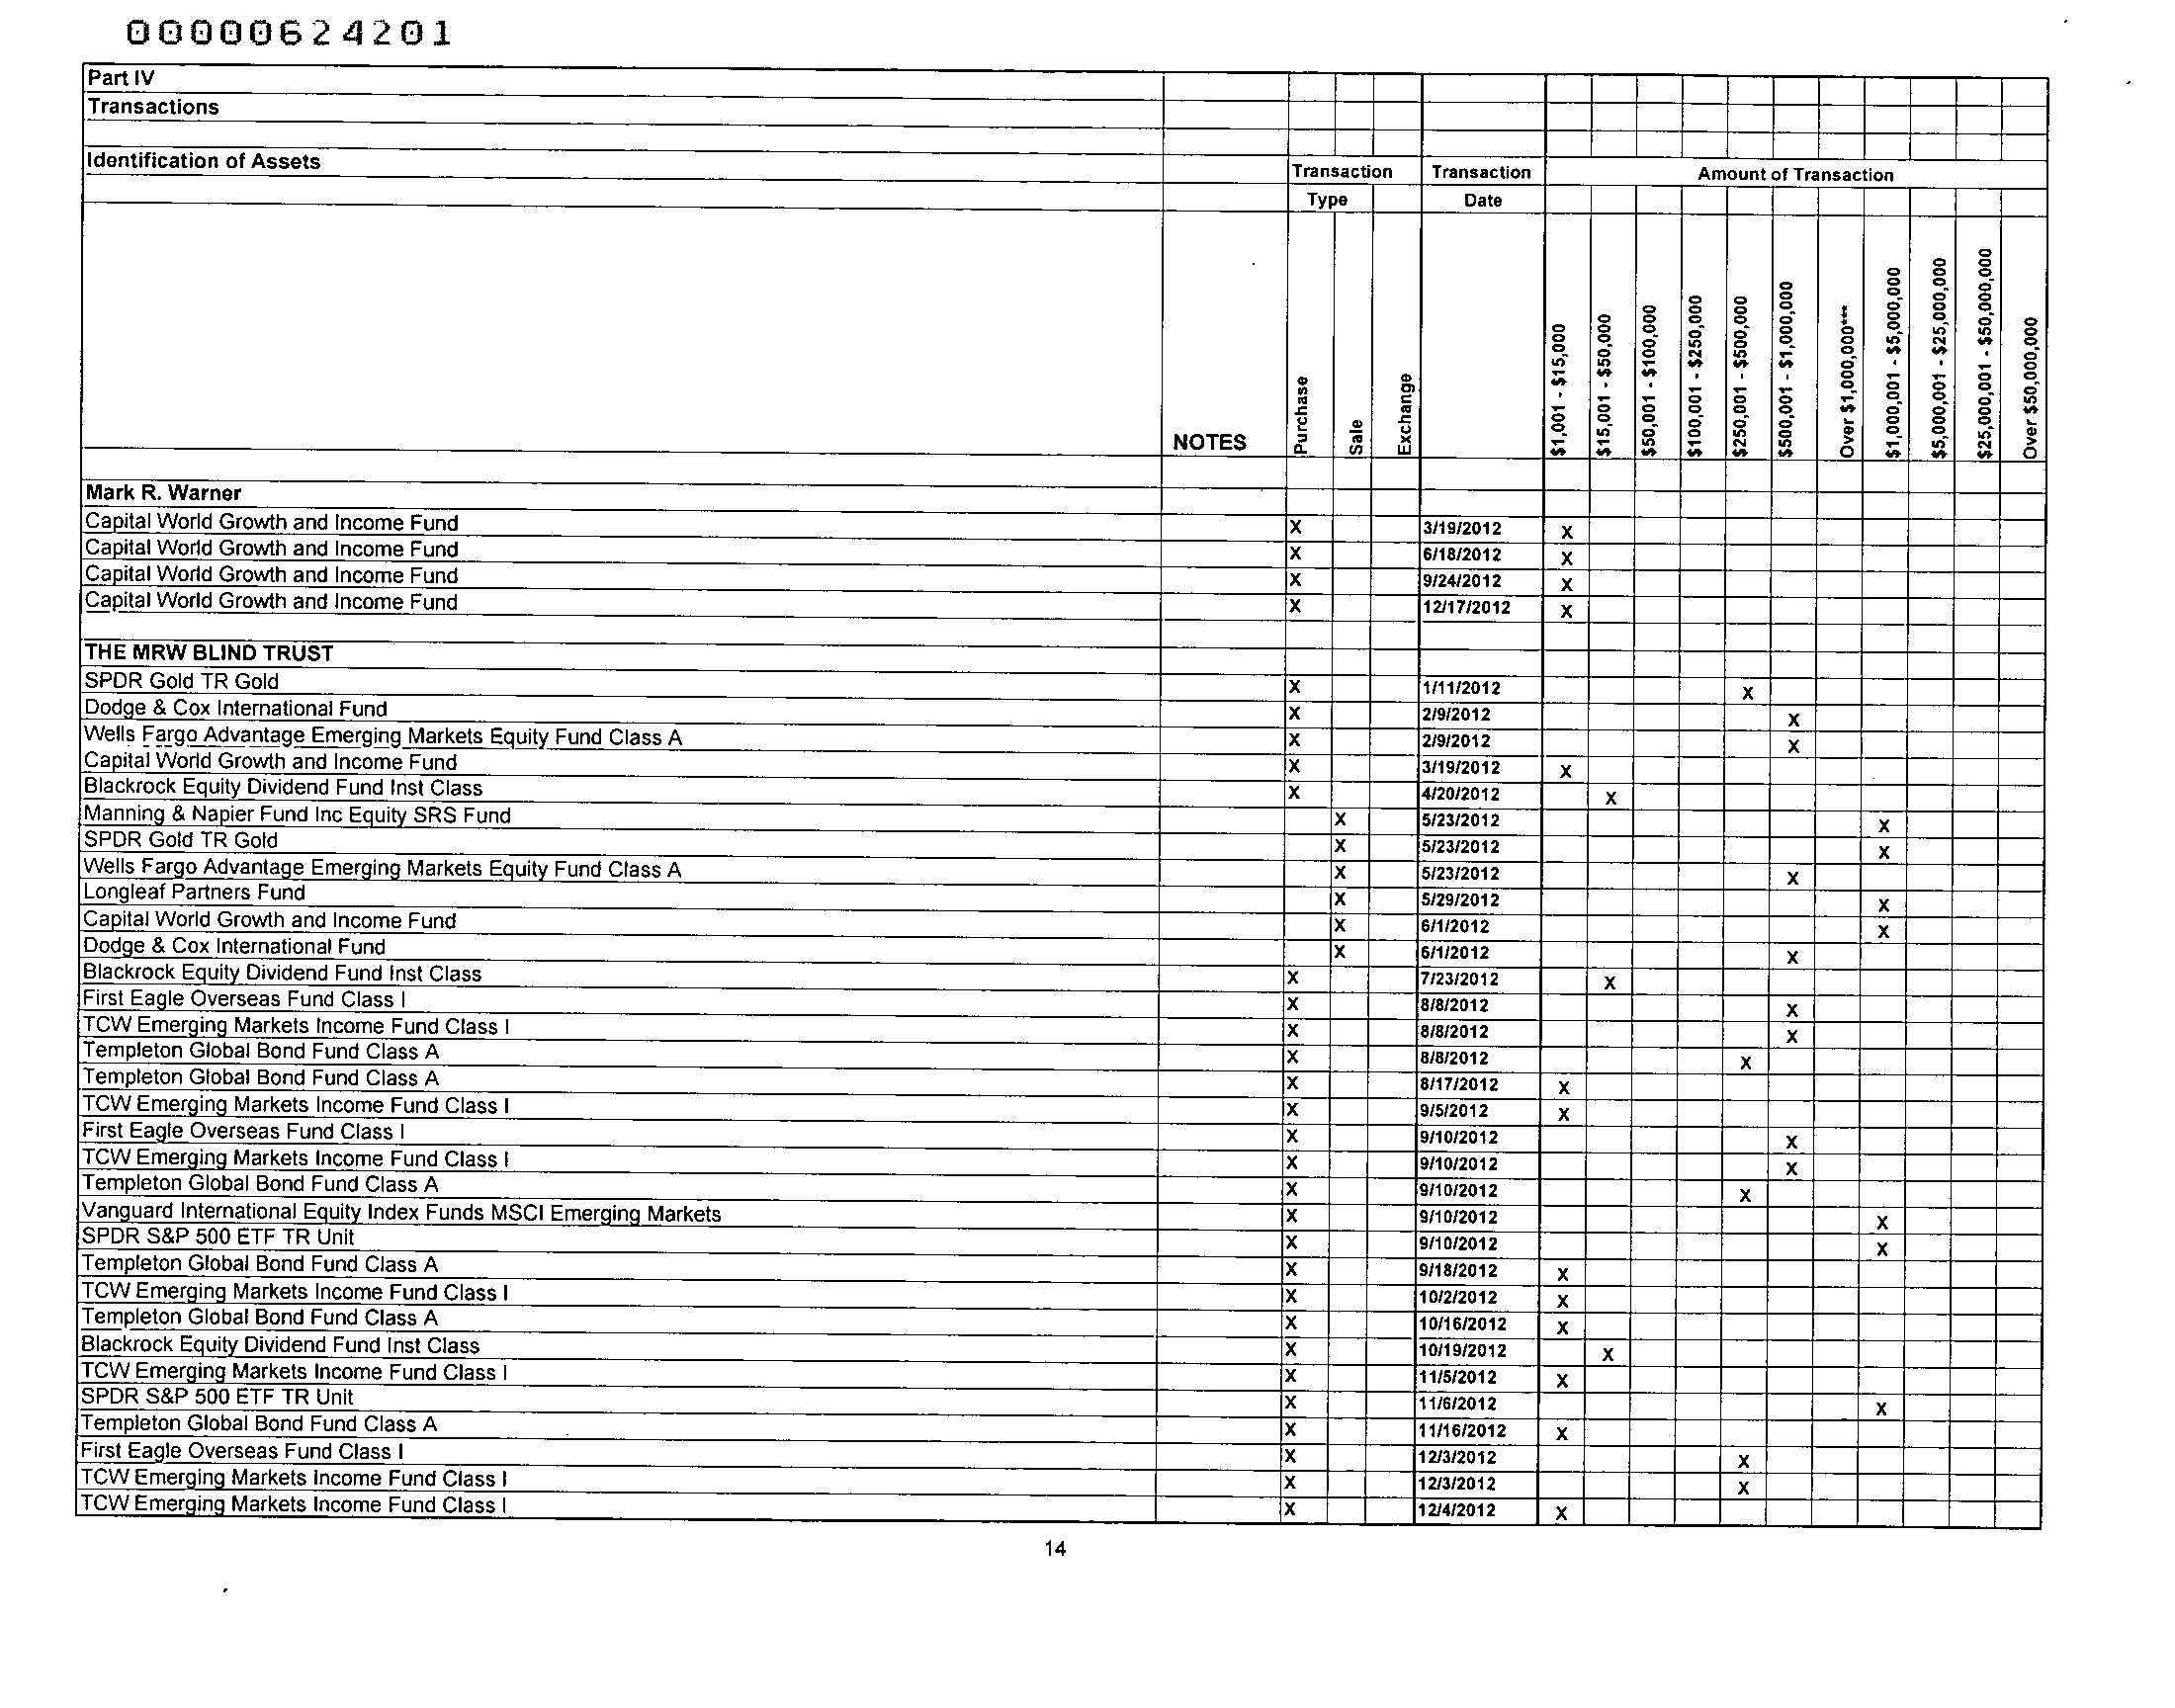 00000624201
Part IV
Transactions
Identification of Assets Transaction Transaction Amount of Transaction
Type Date
NOTES Purchase Sale Exchange $1,001 - $15,000 $15,001 - $50,000 $50,001 - $100,000 $100,001 - $250,000 $250,001 - $500,000 $500,001 - $1,000,000 Over $1,000,000*** $1,000,001 - $5,000,000 $5,000,001 - $25,000,000 $25,000,001 - $50,000,000 Over $50,000,000
Mark R. Warner
Capital World Growth and Income Fund X 3/19/2012 X
Capital World Growth and Income Fund X 6/18/2012 X
Capital World Growth and Income Fund X 9/24/2012 X
Capital World Growth and Income Fund X 12/17/2012 X
THE MRW BLIND TRUST
SPDR Gold TR Gold X 1/11/2012 X
Dodge & Cox International Fund X 2/9/2012 X
Wells Fargo Advantage Emerging Markets Equity Fund Class A X 2/9/2012 X
Capital World Growth and Income Fund X 3/19/2012 X
Blackrock Equity Dividend Fund Inst Class X 4/20/2012 X
Manning & Napier Fund Inc Equity SRS Fund X 5/23/2012 X
SPDR Gold TR Gold X 5/23/2012 X
Wells Fargo Advantage Emerging Markets Equity Fund Class A X 5/23/2012 X
Longleaf Partners Fund X 5/29/2012 X
Capital World Growth and Income Fund X 6/1/2012 X
Dodge & Cox International Fund X 6/1/2012 X
Blackrock Equity Dividend Fund Inst Class X 7/23/2012 X
First Eagle Overseas Fund Class I X 8/8/2012 X
TCW Emerging Markets Income Fund Class I X 8/8/2012 X
Templeton Global Bond Fund Class A X 8/8/2012 X
Templeton Global Bond Fund Class A X 8/17/2012 X
TCW Emerging Markets Income Fund Class I X 9/5/2012 X
First Eagle Overseas Fund Class I X 9/10/2012 X
TCW Emerging Markets Income Fund Class I X 9/10/2012 X
Templeton Global Bond Fund Class A X 9/10/2012 X
Vanguard International Equity Index Funds MSCI Emerging Markets X 9/10/2012 X
SPDR S&P 500 ETF TR Unit X 9/10/2012 X
Templeton Global Bond Fund Class A X 9/18/2012 X
TCW Emerging Markets Income Fund Class I X 10/2/2012 X
Templeton Global Bond Fund Class A X 10/16/2012 X
Blackrock Equity Dividend Fund Inst Class X 10/19/2012 X
TCW Emerging Markets Income Fund Class I X 11/5/2012 X
SPDR S&P 500 ETF TR Unit X 11/6/2012 X
Templeton Global Bond Fund Class A X 11/16/2012 X
First Eagle Overseas Fund Class I X 12/3/2012 X
TCW Emerging Markets Income Fund Class I X 12/3/2012 X
TCW Emerging Markets Income Fund Class I X 12/4/2012 X
14